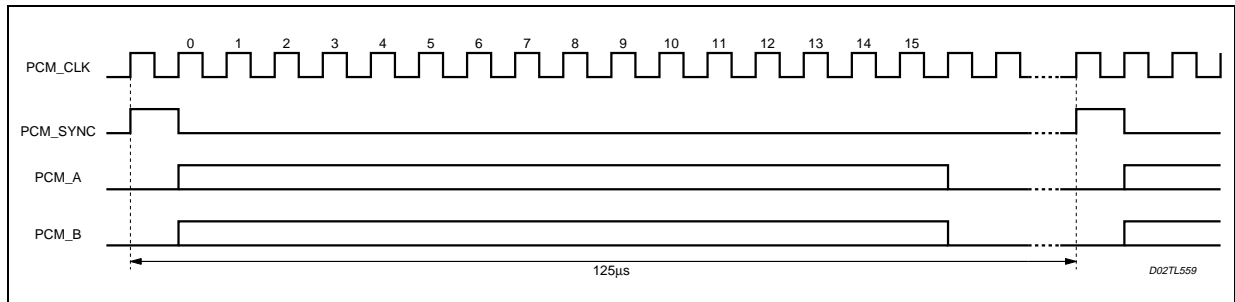 0 1 2 3 4 5 6 7 8 9 10 11 12 13 14 15
PCM_CLK
PCM_SYNC
PCM_A
PCM_B
125µs
D02TL559